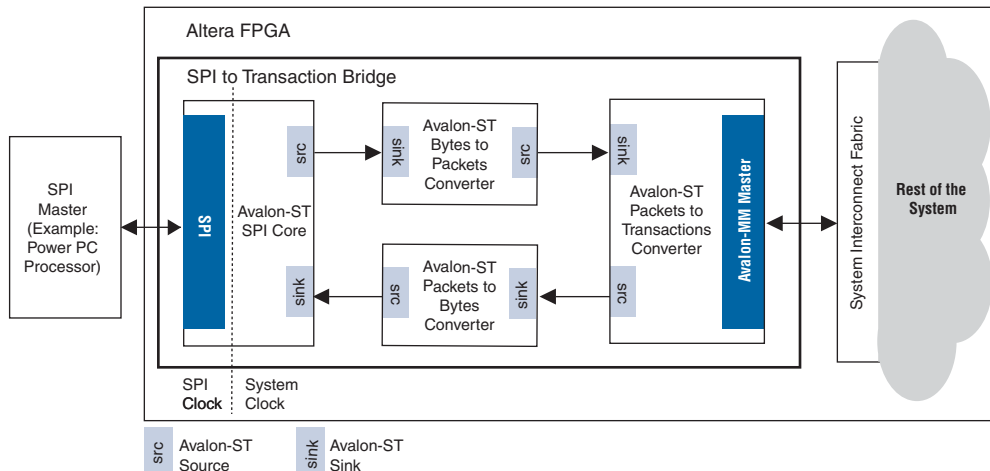 Altera FPGA
SPI to Transaction Bridge
SPI
Master
(Example:
Power PC
Processor)
SPI
Avalon-ST
SPI Core
src
sink
sink
Avalon-ST
Bytes to
Packets
Converter
src
src
Avalon-ST
Packets to
Bytes
Converter
sink
sink
Avalon-ST
Packets to
Transactions
Converter
src
Avalon-MM Master
System Interconnect Fabric
Rest of the
System
SPI
Clock
System
Clock
src
Avalon-ST
Source
sink
Avalon-ST
Sink